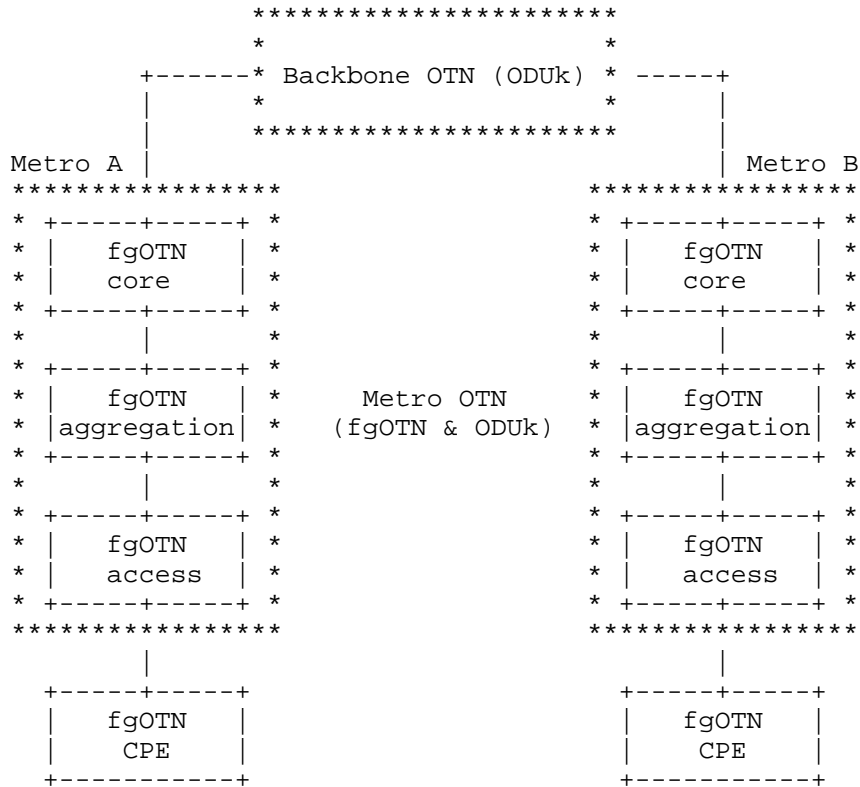 Backbone OTN (ODUk)
Metro A Metro B
fgOTN fgOTN
core core
fgOTN Metro OTN fgOTN
aggregation (fgOTN & ODUk) aggregation
fgOTN fgOTN
access access
fgOTN fgOTN
CPE CPE